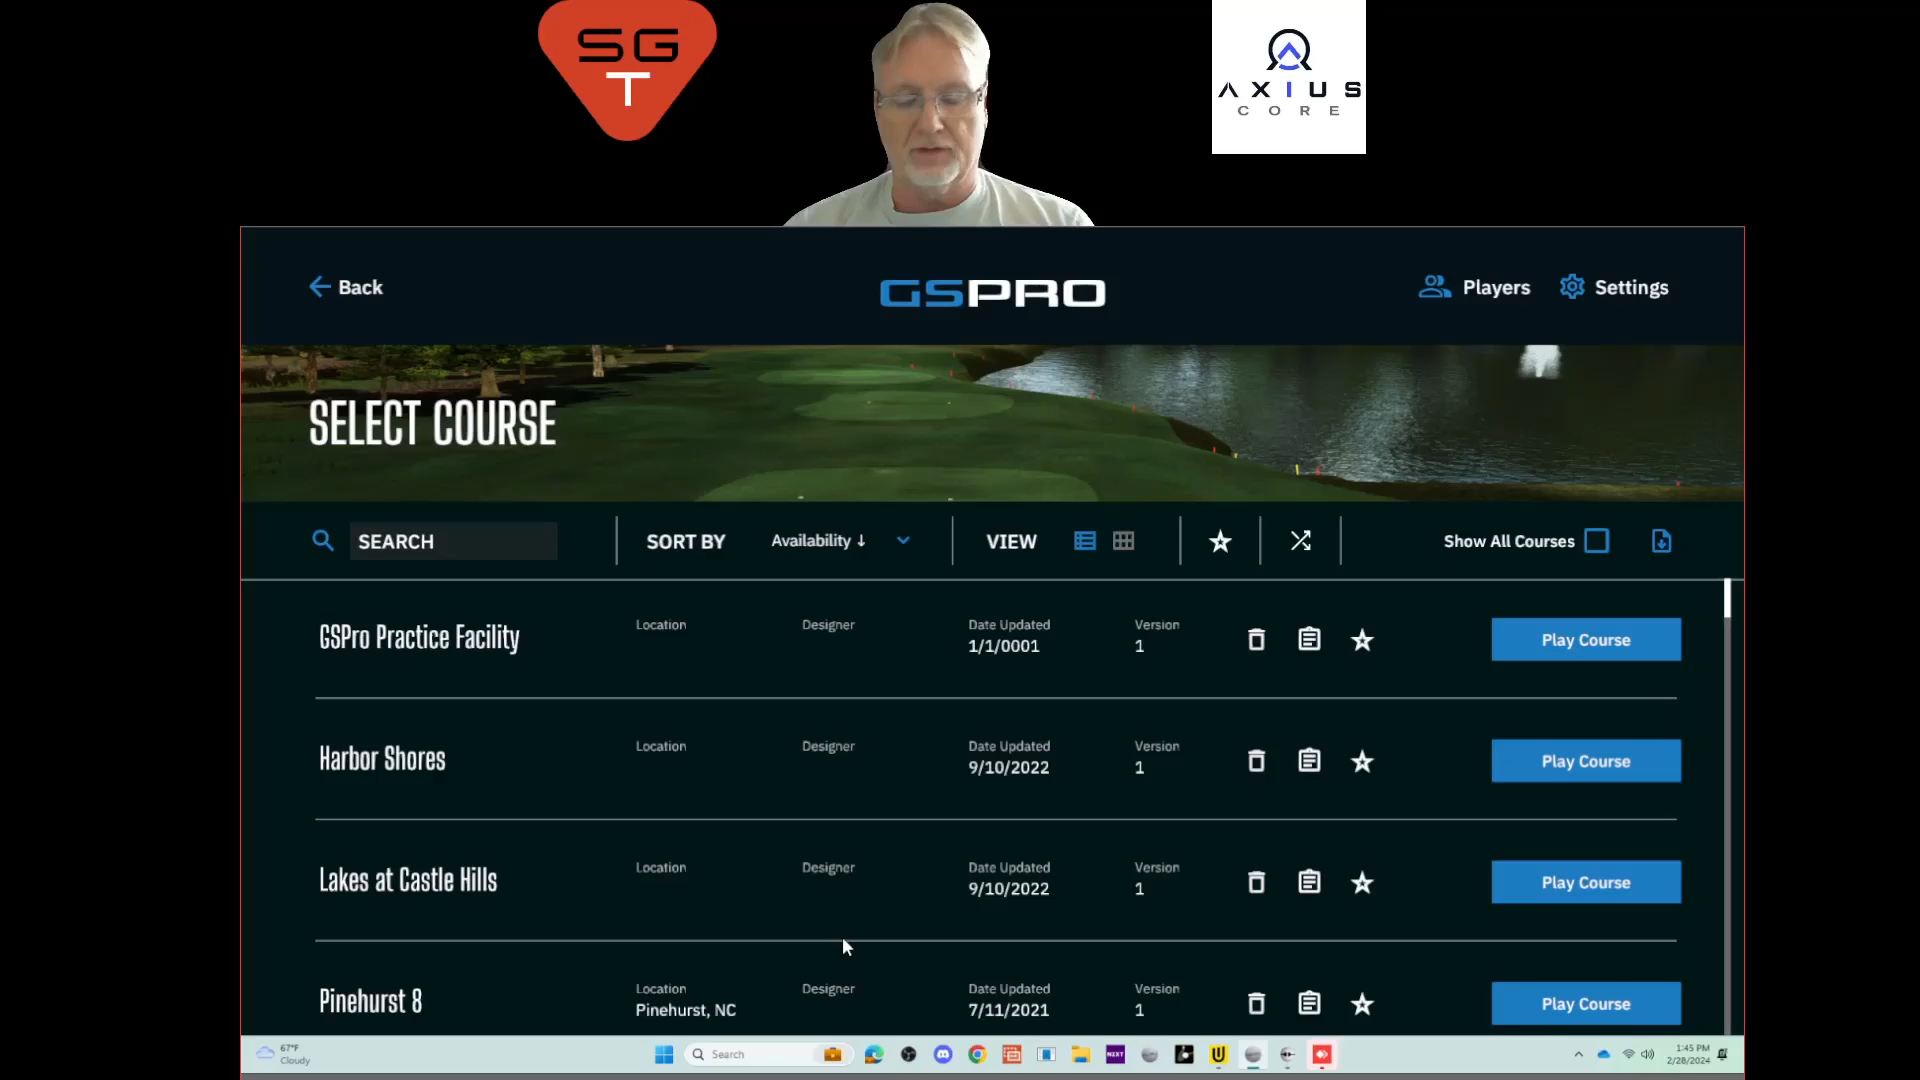 SG
T
AXIUS
CORE
Back
GSPRO
Players
Settings
SELECT COURSE
SEARCH
SORT BY
Availability ↓
VIEW
Show All Courses
GSPro Practice Facility
Location
Designer
Date Updated
1/1/0001
Version
1
Play Course
Harbor Shores
Location
Designer
Date Updated
9/10/2022
Version
1
Play Course
Lakes at Castle Hills
Location
Designer
Date Updated
9/10/2022
Version
1
Play Course
Pinehurst 8
Location
Pinehurst, NC
Designer
Date Updated
7/11/2021
Version
1
Play Course
67°F
Cloudy
Search
NEXT
1:45 PM
2/28/2024